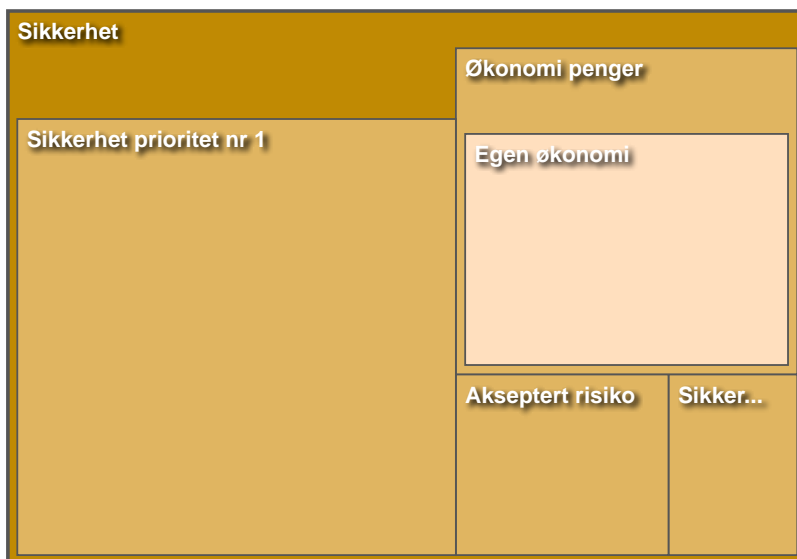 Sikkerhet
Økonomi penger
Sikkerhet prioritet nr 1
Egen økonomi
Akseptert risiko
Sikker...